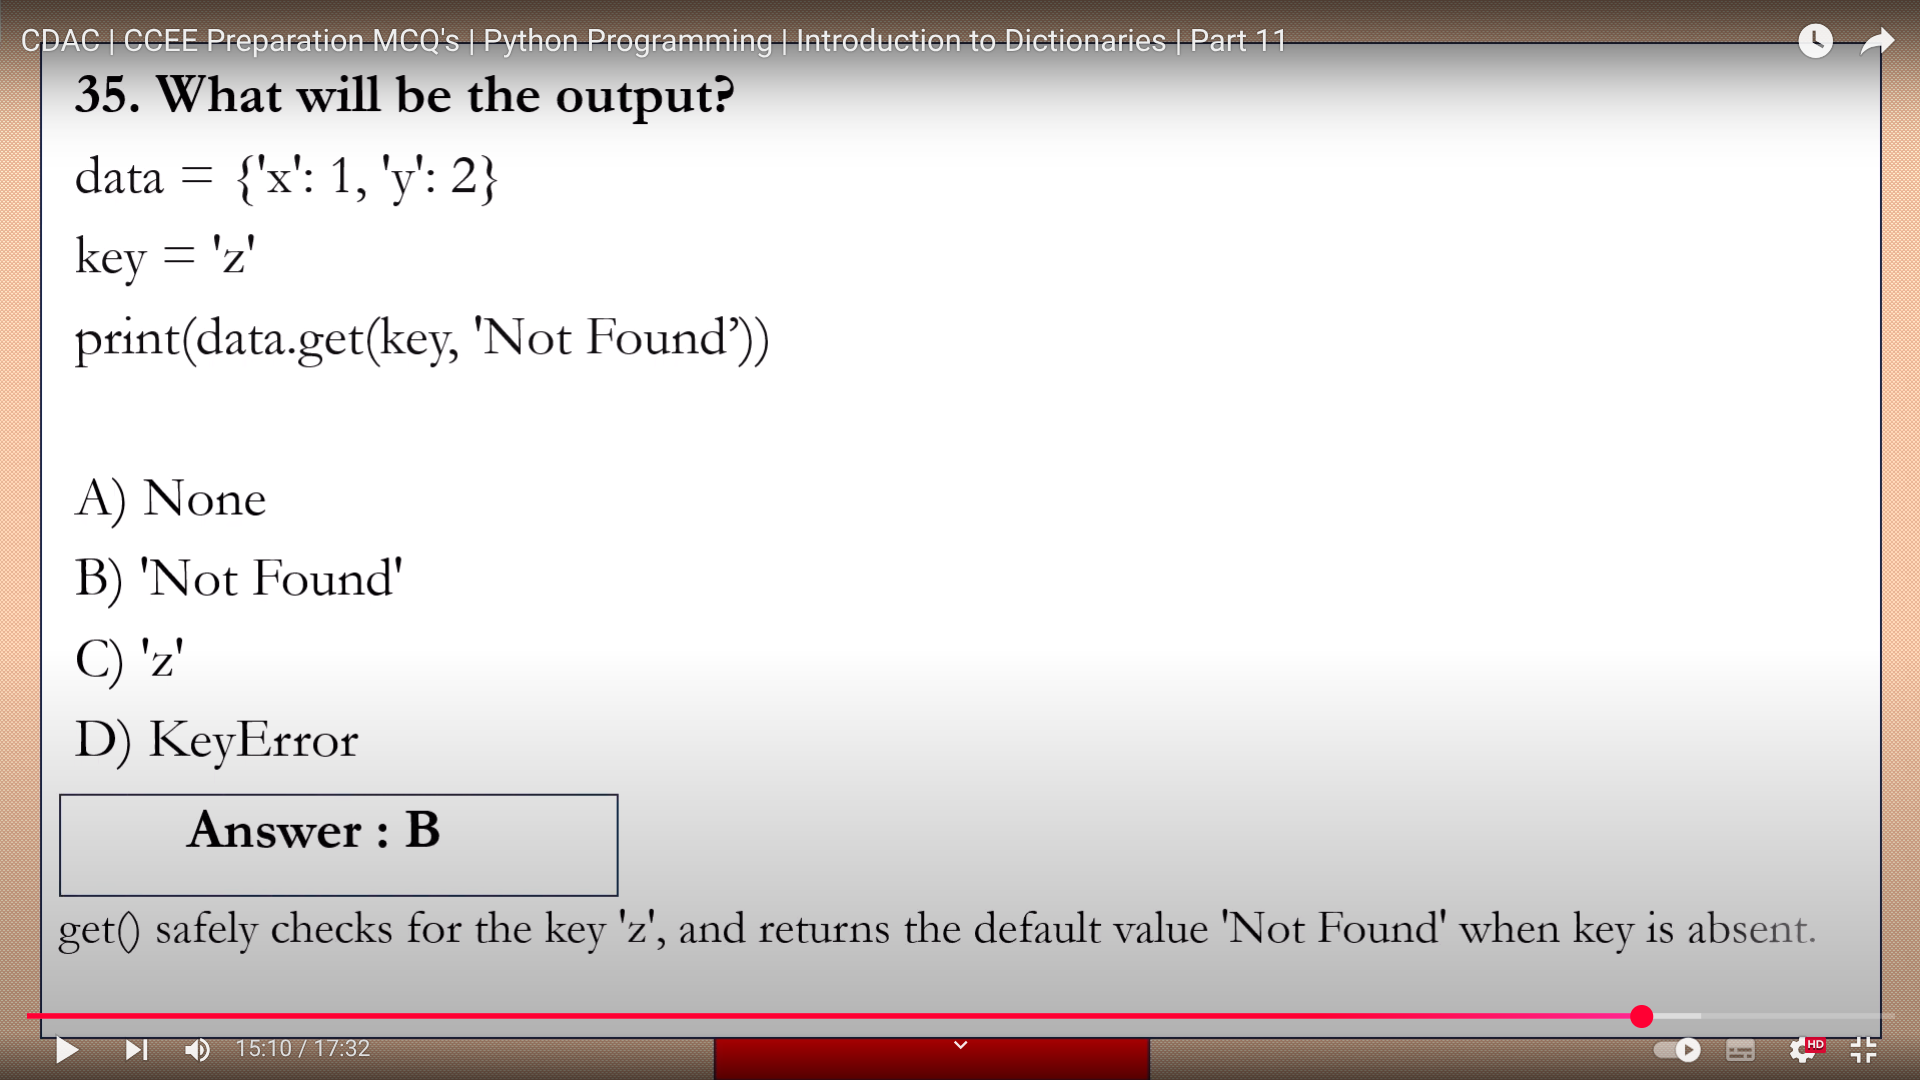 CDAC | CCEE Preparation MCQ's | Python Programming | Introduction to Dictionaries | Part 11
35. What will be the output?
data = {'x': 1, 'y': 2}
key = 'z'
print(data.get(key, 'Not Found’))
A) None
B) 'Not Found'
C) 'z'
D) KeyError
Answer : B
get() safely checks for the key 'z', and returns the default value 'Not Found' when key is absent.
15:10 / 17:32
HD